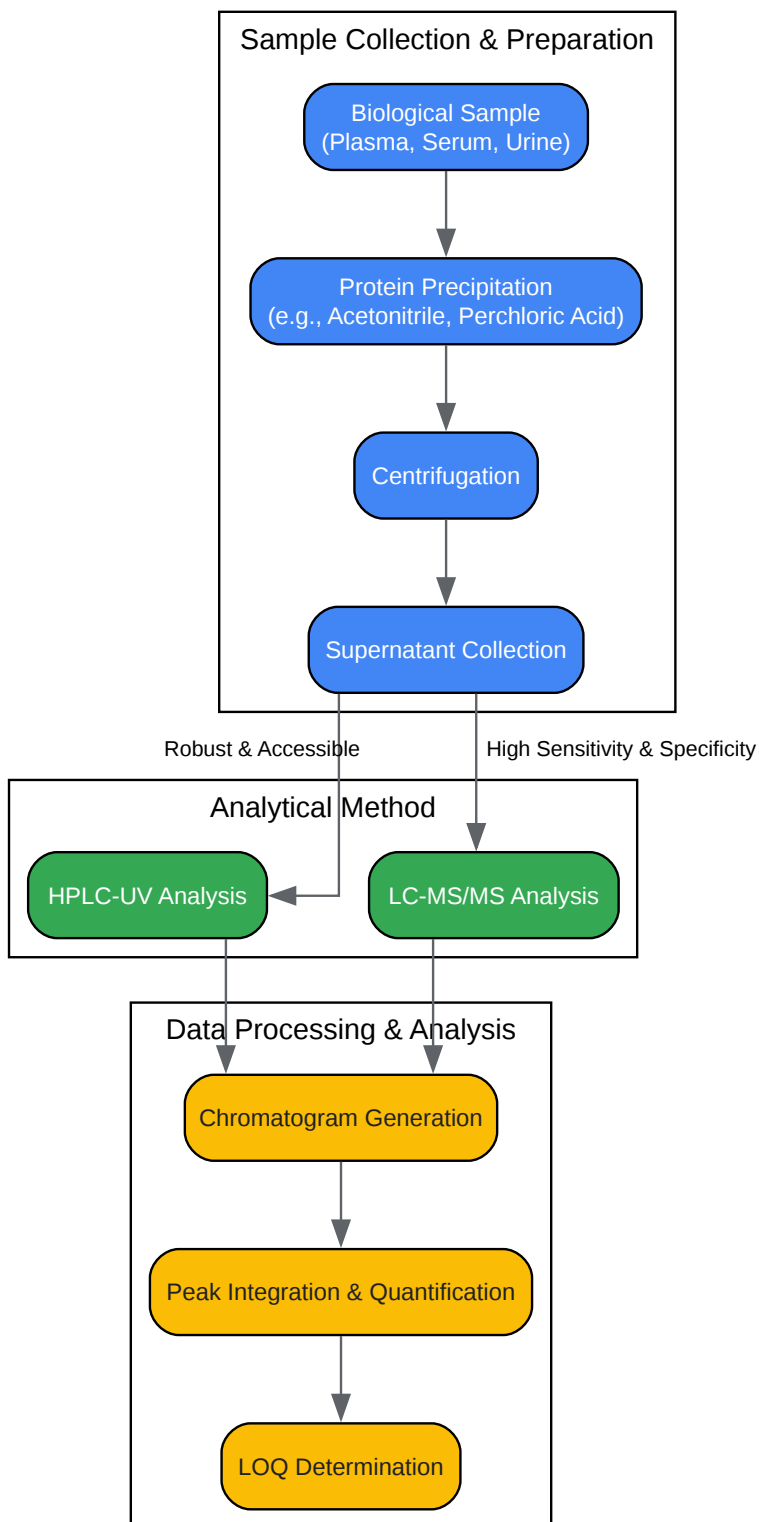 Sample Collection & Preparation
Biological Sample
(Plasma, Serum, Urine)
Protein Precipitation
(e.g., Acetonitrile, Perchloric Acid)
Centrifugation
Supernatant Collection
Robust & Accessible
High Sensitivity & Specificity
Analytical Method
HPLC-UV Analysis
LC-MS/MS Analysis
Data Processing & Analysis
Chromatogram Generation
Peak Integration & Quantification
LOQ Determination